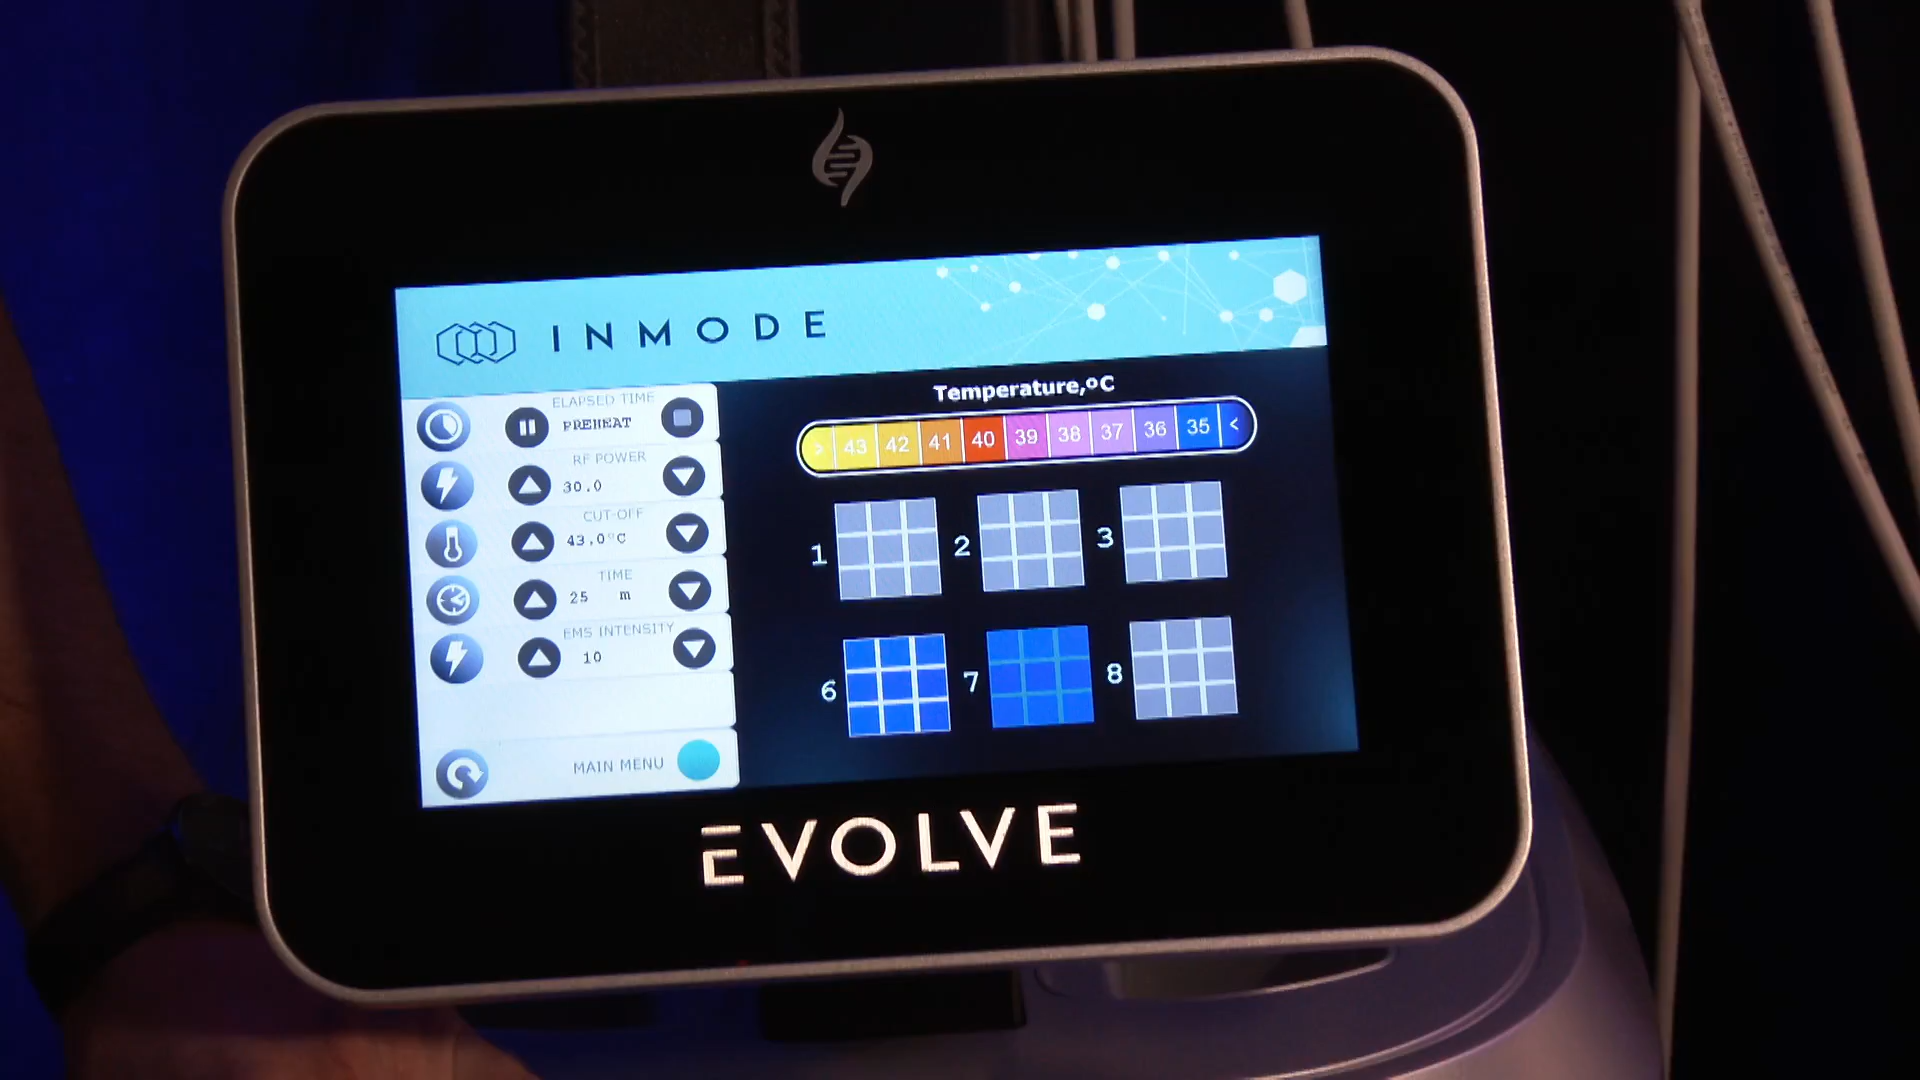 INMODE
ELAPSED TIME
PREHEAT
RF POWER
30.0
CUT-OFF
43.0°C
TIME
25 m
EMS INTENSITY
10
MAIN MENU
Temperature,ºC
> 43 42 41 40 39 38 37 36 35 <
1 2 3
6 7 8
EVOLVE